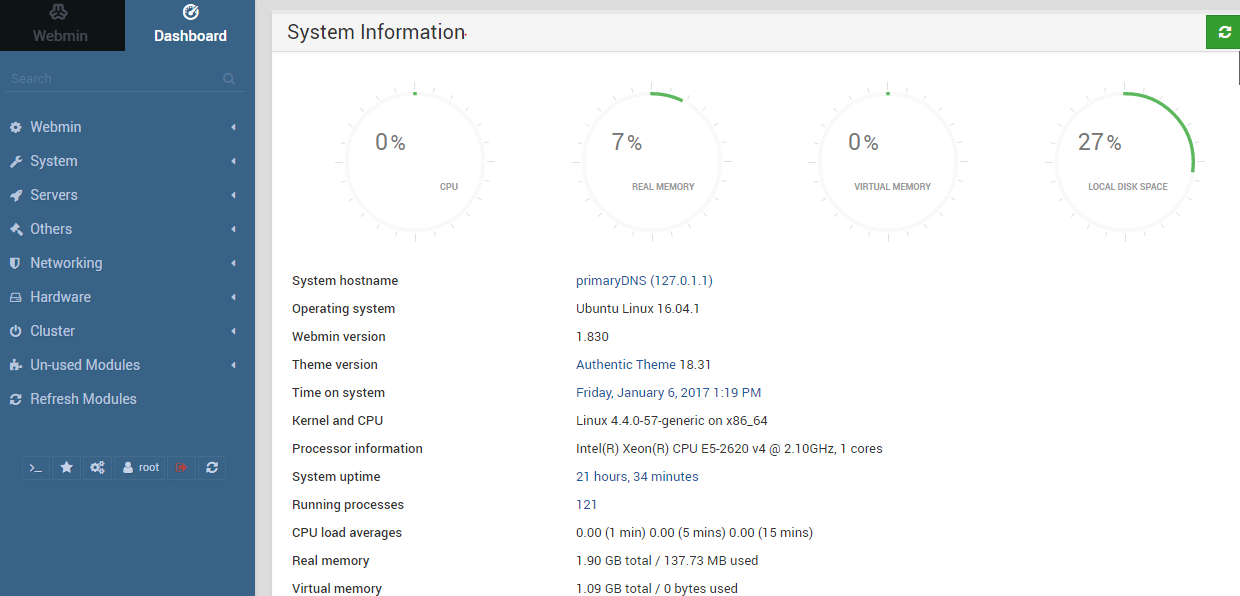 Webmin
Dashboard
Search
Webmin
System
Servers
Others
Networking
Hardware
Cluster
Un-used Modules
Refresh Modules
>_ root
System Information
0% 7% 0% 27%
CPU REAL MEMORY VIRTUAL MEMORY LOCAL DISK SPACE
System hostname primaryDNS (127.0.1.1)
Operating system Ubuntu Linux 16.04.1
Webmin version 1.830
Theme version Authentic Theme 18.31
Time on system Friday, January 6, 2017 1:19 PM
Kernel and CPU Linux 4.4.0-57-generic on x86_64
Processor information Intel(R) Xeon(R) CPU E5-2620 v4 @ 2.10GHz, 1 cores
System uptime 21 hours, 34 minutes
Running processes 121
CPU load averages 0.00 (1 min) 0.00 (5 mins) 0.00 (15 mins)
Real memory 1.90 GB total / 137.73 MB used
Virtual memory 1.09 GB total / 0 bytes used